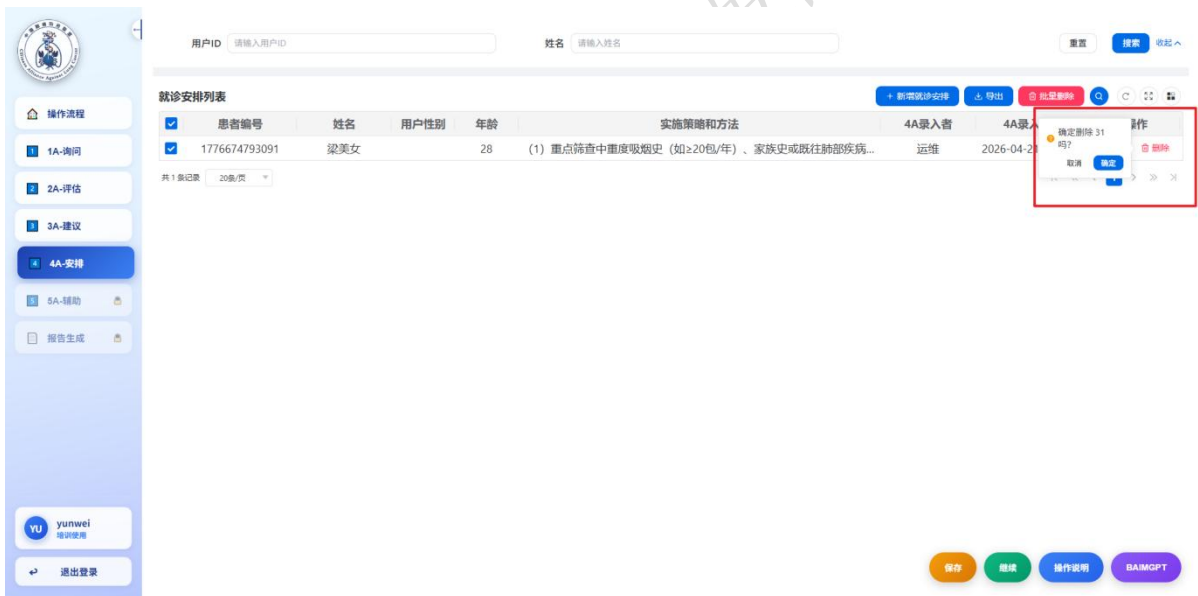 用户ID 请输入用户ID 姓名 请输入姓名 重置 搜索 收起
就诊安排列表 + 新增就诊安排 导出 批量删除
患者编号 姓名 用户性别 年龄 实施策略和方法 4A录入者 4A录入 操作
1776674793091 梁美女 28 (1) 重点筛查中重度吸烟史（如≥20包/年）、家族史或既往肺部疾病... 运维 2026-04-21 删除
确定删除 31
吗?
取消 确定
共 1 条记录 20条/页
操作流程
1 1A-询问
2 2A-评估
3 3A-建议
4 4A-安排
5 5A-辅助
报告生成
YU yunwei
培训使用
退出登录
保存 继续 操作说明 BAIMGPT